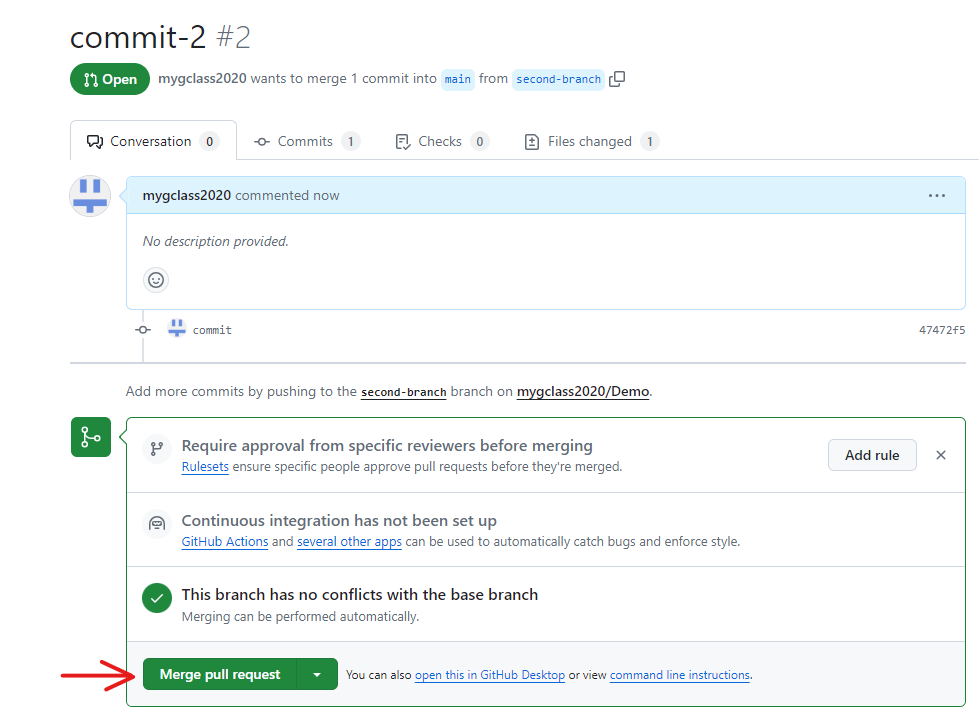 commit-2 #2
Open mygclass2020 wants to merge 1 commit into main from second-branch
Conversation 0 Commits 1 Checks 0 Files changed 1
mygclass2020 commented now
No description provided.
commit 47472f5
Add more commits by pushing to the second-branch branch on mygclass2020/Demo.
Require approval from specific reviewers before merging
Rulesets ensure specific people approve pull requests before they're merged.
Add rule
Continuous integration has not been set up
GitHub Actions and several other apps can be used to automatically catch bugs and enforce style.
This branch has no conflicts with the base branch
Merging can be performed automatically.
Merge pull request You can also open this in GitHub Desktop or view command line instructions.